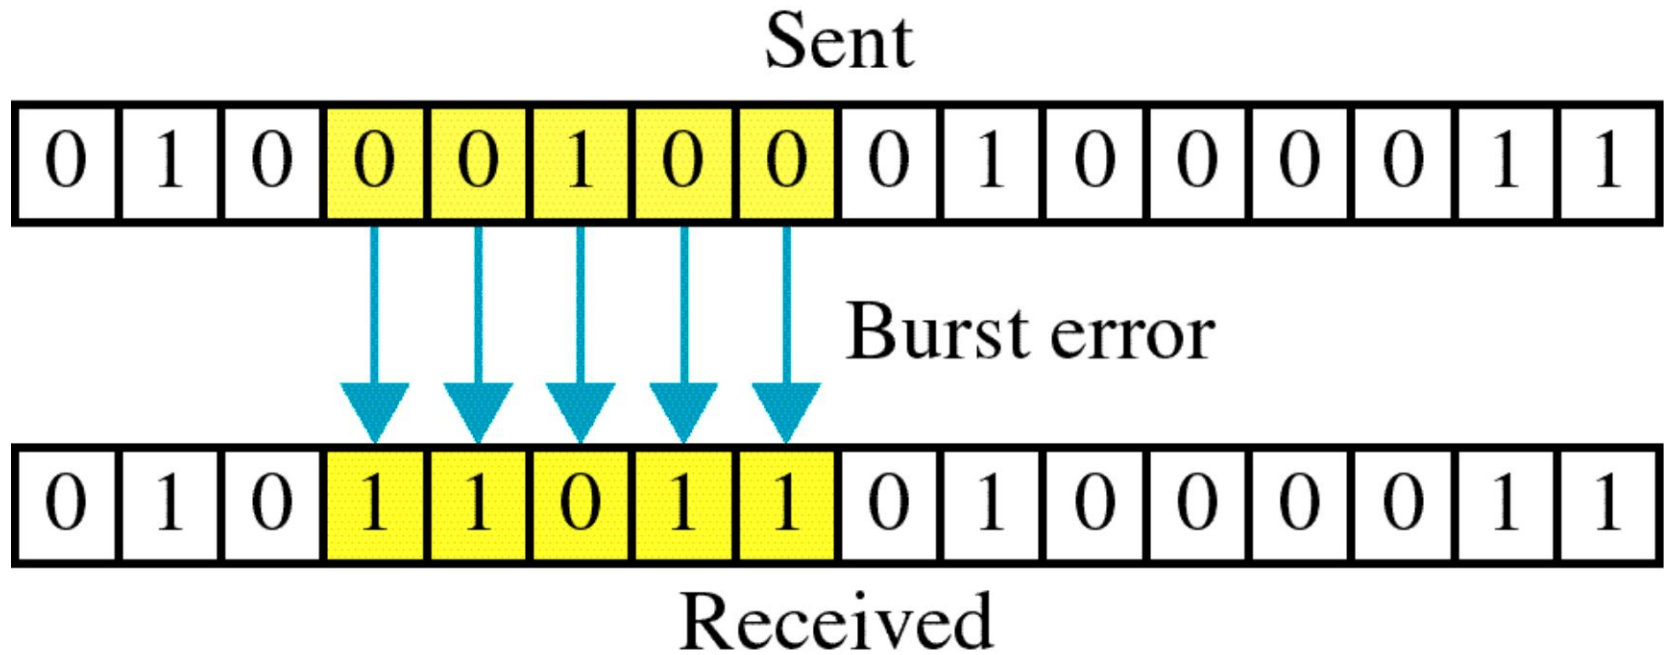 Sent
0 1 0 0 0 1 0 0 0 1 0 0 0 0 1 1
Burst error
0 1 0 1 1 0 1 1 0 1 0 0 0 0 1 1
Received